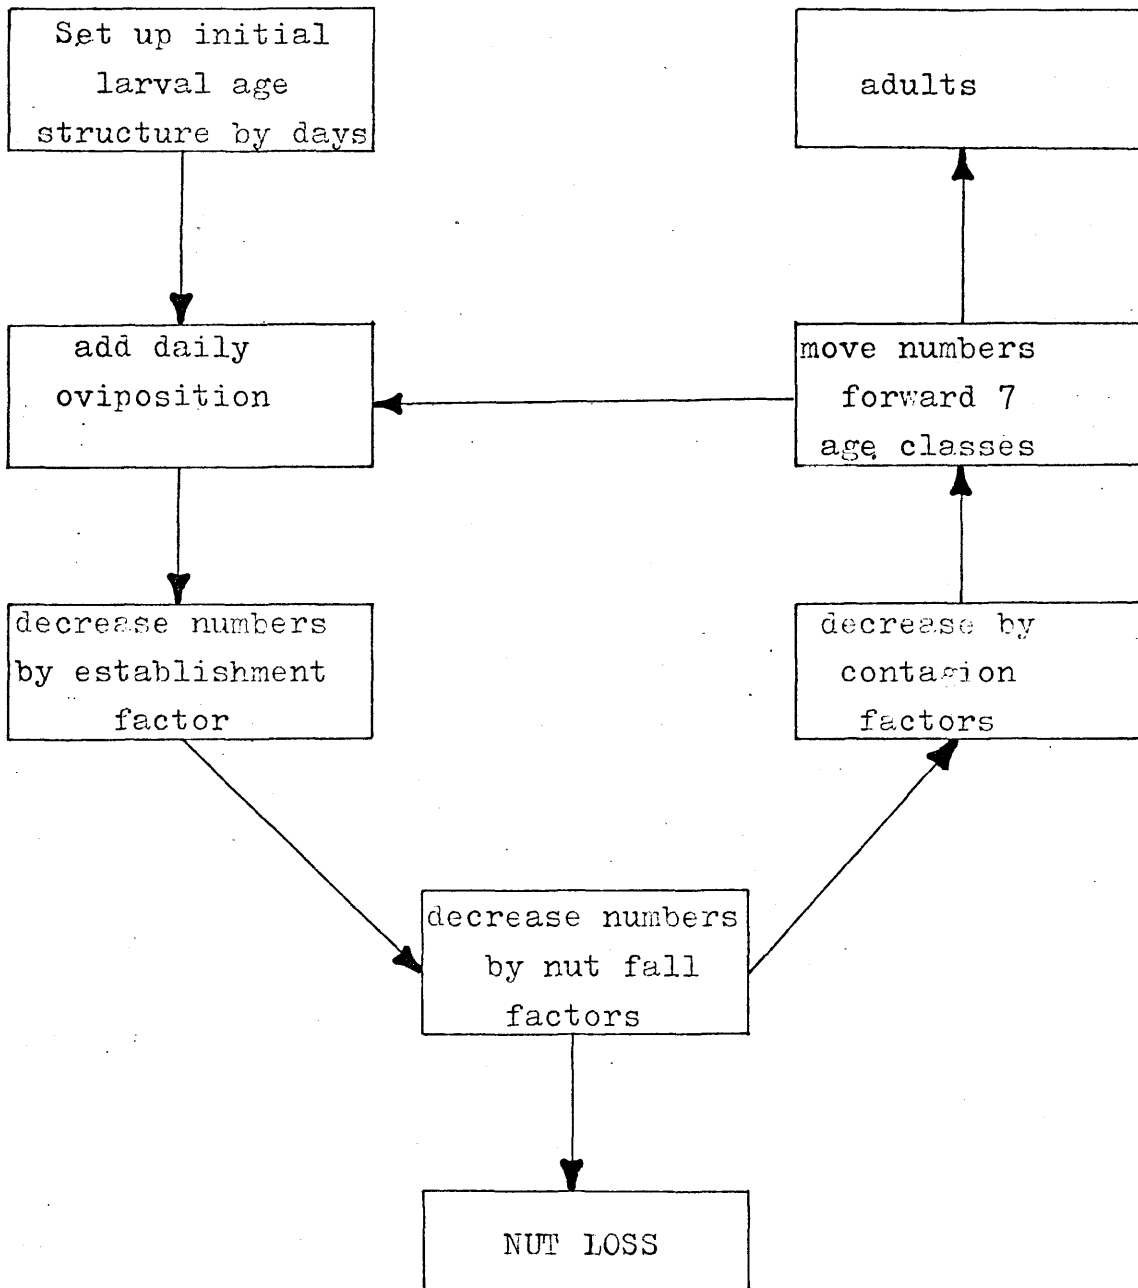 Set up initial
larval age
structure by days
adults
add daily
oviposition
move numbers
forward 7
age classes
decrease numbers
by establishment
factor
decrease by
contagion
factors
decrease numbers
by nut fall
factors
NUT LOSS